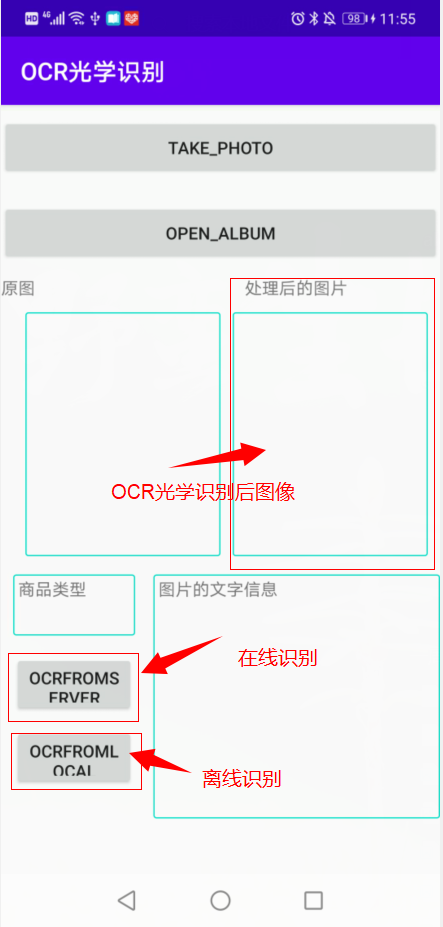 HD 4G 98 11:55
OCR光学识别
TAKE_PHOTO
OPEN_ALBUM
原图
处理后的图片
OCR光学识别后图像
商品类型
图片的文字信息
OCRFROMS
ERVER
在线识别
OCRFROML
OCAL
离线识别